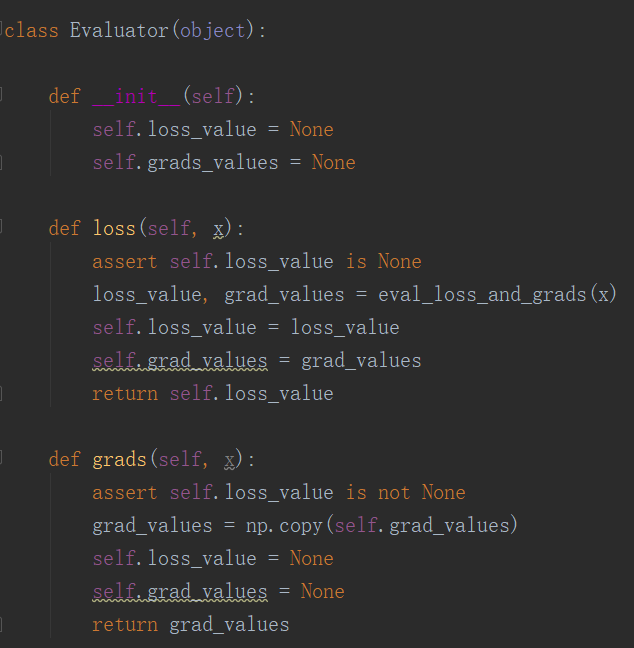 class Evaluator(object):
    def __init__(self):
        self.loss_value = None
        self.grads_values = None
    def loss(self, x):
        assert self.loss_value is None
        loss_value, grad_values = eval_loss_and_grads(x)
        self.loss_value = loss_value
        self.grad_values = grad_values
        return self.loss_value
    def grads(self, x):
        assert self.loss_value is not None
        grad_values = np.copy(self.grad_values)
        self.loss_value = None
        self.grad_values = None
        return grad_values